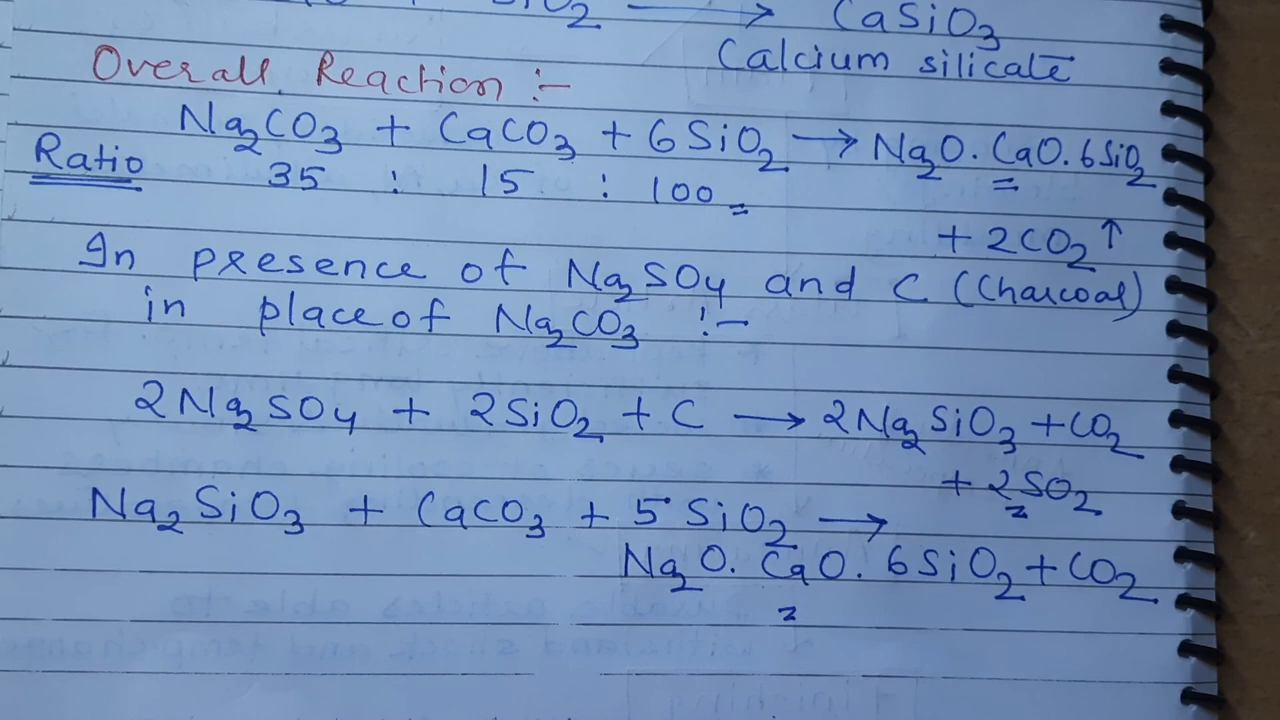 SiO2 ⟶ CaSiO3
Calcium silicate
Overall Reaction :-
Na2CO3 + CaCO3 + 6SiO2 → Na2O. CaO. 6SiO2
Ratio 35 : 15 : 100
+ 2CO2↑
In presence of Na2SO4 and C (Charcoal)
in place of Na2CO3 :-
2Na2SO4 + 2SiO2 + C → 2Na2SiO3 + CO2
+ 2SO2
Na2SiO3 + CaCO3 + 5SiO2 →
Na2O. CaO. 6SiO2 + CO2